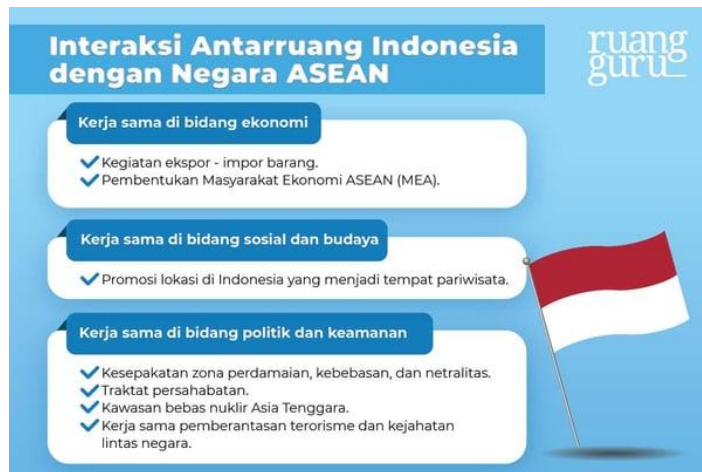 Interaksi Antarruang Indonesia
dengan Negara ASEAN
ruang
guru
Kerja sama di bidang ekonomi
Kegiatan ekspor - impor barang.
Pembentukan Masyarakat Ekonomi ASEAN (MEA).
Kerja sama di bidang sosial dan budaya
Promosi lokasi di Indonesia yang menjadi tempat pariwisata.
Kerja sama di bidang politik dan keamanan
Kesepakatan zona perdamaian, kebebasan, dan netralitas.
Traktat persahabatan.
Kawasan bebas nuklir Asia Tenggara.
Kerja sama pemberantasan terorisme dan kejahatan
lintas negara.